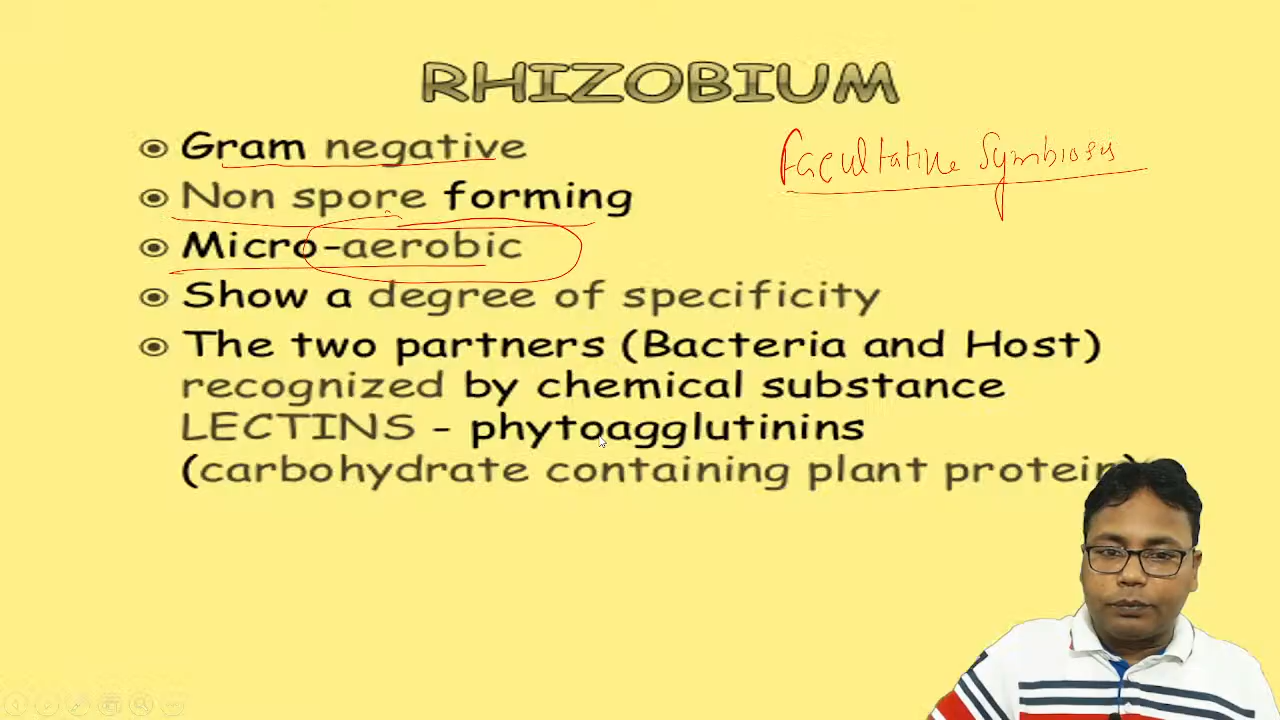 RHIZOBIUM
Gram negative
Facultative Symbiosis
Non spore forming
Micro-aerobic
Show a degree of specificity
The two partners (Bacteria and Host)
recognized by chemical substance
LECTINS - phytoagglutinins
(carbohydrate containing plant protein)